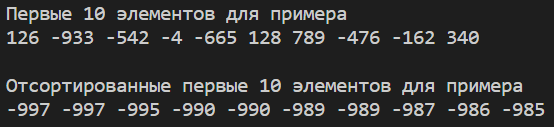 Первые 10 элементов для примера
126 -933 -542 -4 -665 128 789 -476 -162 340
Отсортированные первые 10 элементов для примера
-997 -997 -995 -990 -990 -989 -989 -987 -986 -985